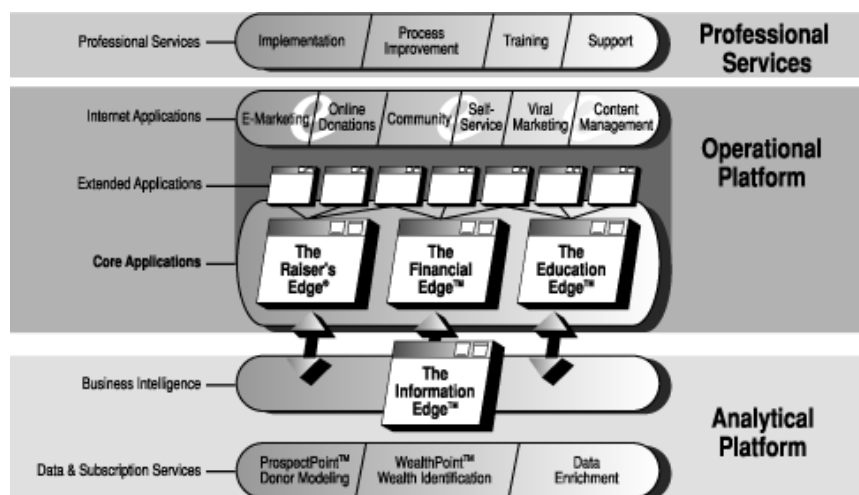 Professional Services
Implementation
Process
Improvement
Training
Support
Professional
Services
Internet Applications
E-Marketing
Online
Donations
Community
Self-
Service
Viral
Marketing
Content
Management
Operational
Platform
Extended Applications
Core Applications
The
Raiser's
Edge®
The
Financial
Edge™
The
Education
Edge™
Business Intelligence
The
Information
Edge™
Analytical
Platform
Data & Subscription Services
ProspectPoint™
Donor Modeling
WealthPoint™
Wealth Identification
Data
Enrichment